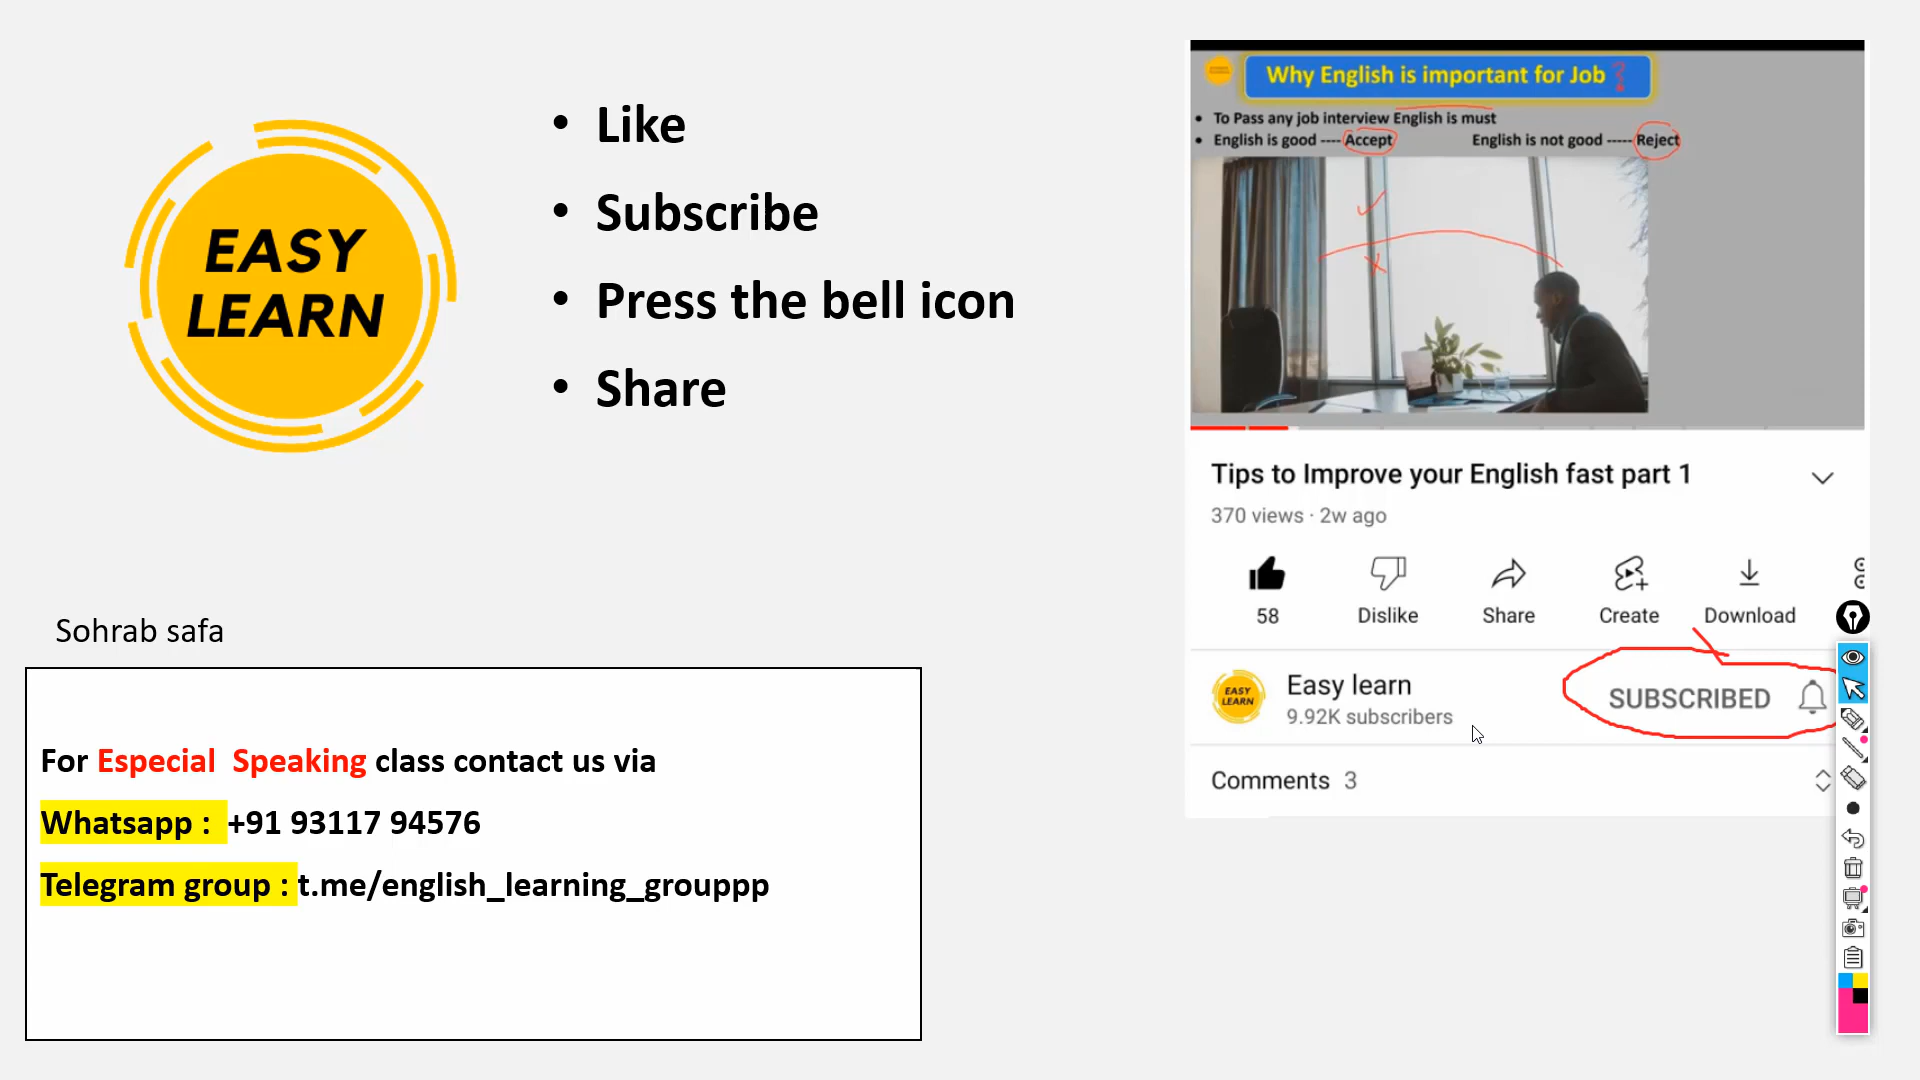 EASY
LEARN
• Like
• Subscribe
• Press the bell icon
• Share
Sohrab safa
For Especial Speaking class contact us via
Whatsapp : +91 93117 94576
Telegram group : t.me/english_learning_grouppp
Why English is important for Job ?
• To Pass any job interview English is must
• English is good ---- Accept English is not good ----- Reject
Tips to Improve your English fast part 1
370 views · 2w ago
58 Dislike Share Create Download
EASY
LEARN
Easy learn
9.92K subscribers
SUBSCRIBED
Comments 3